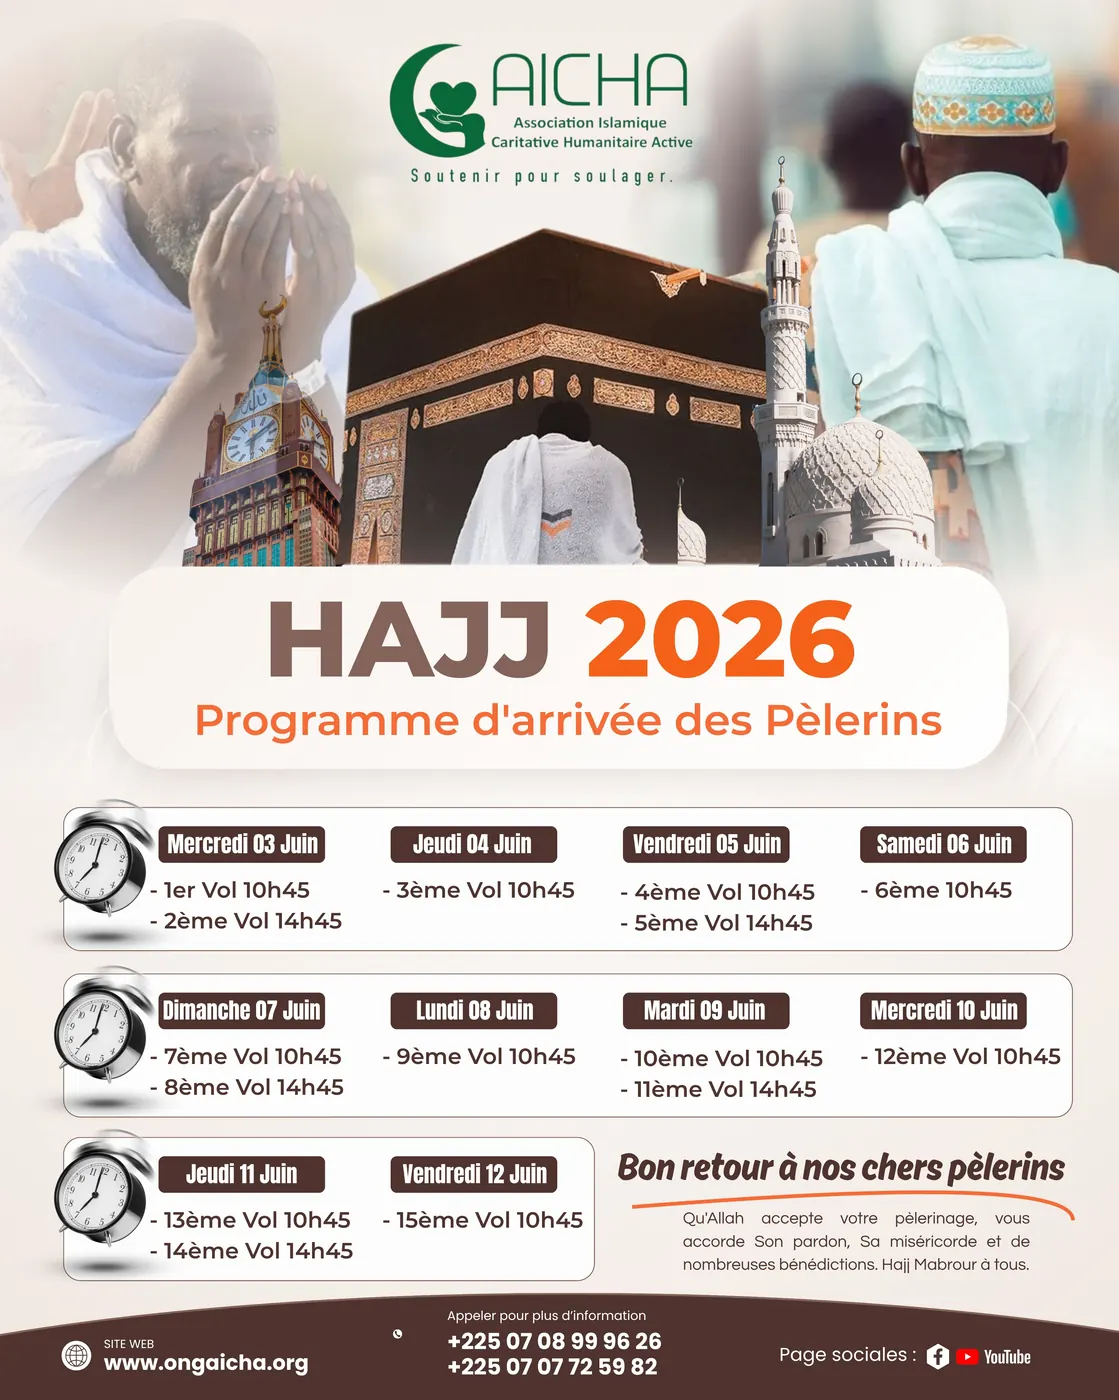 AICHA
Association Islamique
Caritative Humanitaire Active
Soutenir pour soulager.
HAJJ 2026
Programme d'arrivée des Pèlerins
Mercredi 03 Juin
- 1er Vol 10h45
- 2ème Vol 14h45
Jeudi 04 Juin
- 3ème Vol 10h45
Vendredi 05 Juin
- 4ème Vol 10h45
- 5ème Vol 14h45
Samedi 06 Juin
- 6ème 10h45
Dimanche 07 Juin
- 7ème Vol 10h45
- 8ème Vol 14h45
Lundi 08 Juin
- 9ème Vol 10h45
Mardi 09 Juin
- 10ème Vol 10h45
- 11ème Vol 14h45
Mercredi 10 Juin
- 12ème Vol 10h45
Jeudi 11 Juin
- 13ème Vol 10h45
- 14ème Vol 14h45
Vendredi 12 Juin
- 15ème Vol 10h45
Bon retour à nos chers pèlerins
Qu'Allah accepte votre pèlerinage, vous
accorde Son pardon, Sa miséricorde et de
nombreuses bénédictions. Hajj Mabrour à tous.
SITE WEB
www.ongaicha.org
Appeler pour plus d'information
+225 07 08 99 96 26
+225 07 07 72 59 82
Page sociales :
YouTube